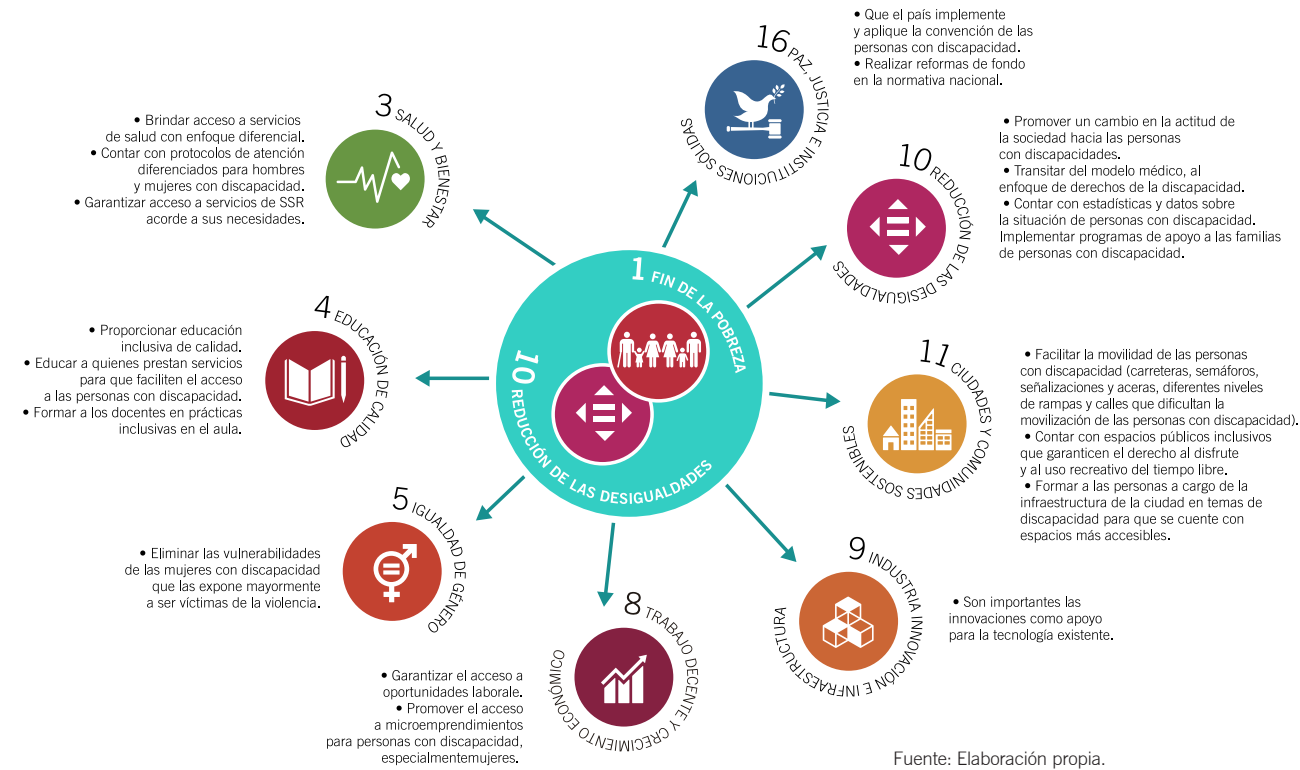 1 FIN DE LA POBREZA
10 REDUCCIÓN DE LAS DESIGUALDADES
16 PAZ, JUSTICIA E INSTITUCIONES SÓLIDAS
• Que el país implemente
y aplique la convención de las
personas con discapacidad.
• Realizar reformas de fondo
en la normativa nacional.
10 REDUCCIÓN DE LAS DESIGUALDADES
• Promover un cambio en la actitud de
la sociedad hacia las personas
con discapacidades.
• Transitar del modelo médico, al
enfoque de derechos de la discapacidad.
• Contar con estadísticas y datos sobre
la situación de personas con discapacidad.
Implementar programas de apoyo a las familias
de personas con discapacidad.
11 CIUDADES Y COMUNIDADES SOSTENIBLES
• Facilitar la movilidad de las personas
con discapacidad (carreteras, semáforos,
señalizaciones y aceras, diferentes niveles
de rampas y calles que dificultan la
movilización de las personas con discapacidad).
• Contar con espacios públicos inclusivos
que garanticen el derecho al disfrute
y al uso recreativo del tiempo libre.
• Formar a las personas a cargo de la
infraestructura de la ciudad en temas de
discapacidad para que se cuente con
espacios más accesibles.
9 INDUSTRIA INNOVACIÓN E INFRAESTRUCTURA
• Son importantes las
innovaciones como apoyo
para la tecnología existente.
8 TRABAJO DECENTE Y CRECIMIENTO ECONÓMICO
• Garantizar el acceso a
oportunidades laborale.
• Promover el acceso
a microemprendimientos
para personas con discapacidad,
especialmentemujeres.
5 IGUALDAD DE GÉNERO
• Eliminar las vulnerabilidades
de las mujeres con discapacidad
que las expone mayormente
a ser víctimas de la violencia.
4 EDUCACIÓN DE CALIDAD
• Proporcionar educación
inclusiva de calidad.
• Educar a quienes prestan servicios
para que faciliten el acceso
a las personas con discapacidad.
• Formar a los docentes en prácticas
inclusivas en el aula.
3 SALUD Y BIENESTAR
• Brindar acceso a servicios
de salud con enfoque diferencial.
• Contar con protocolos de atención
diferenciados para hombres
y mujeres con discapacidad.
• Garantizar acceso a servicios de SSR
acorde a sus necesidades.
Fuente: Elaboración propia.